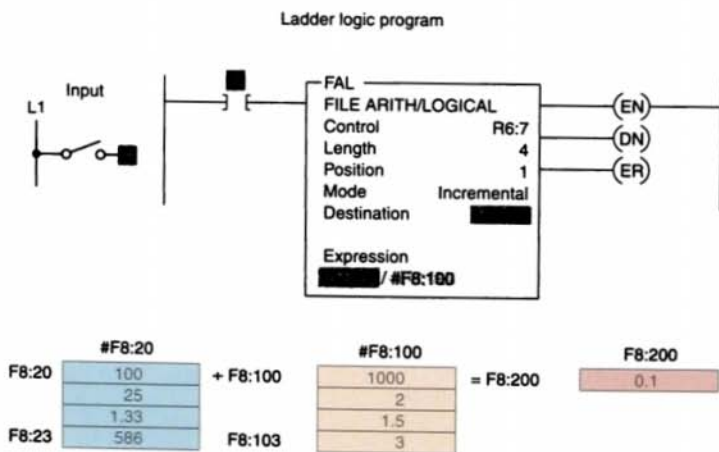 Ladder logic program
Input
L1
FAL
FILE ARITH/LOGICAL
Control R6:7
Length 4
Position 1
Mode Incremental
Destination
Expression
/ #F8:100
EN
DN
ER
#F8:20 #F8:100 F8:200
F8:20 100 + F8:100 1000 = F8:200 0.1
25 2
1.33 1.5
F8:23 586 F8:103 3